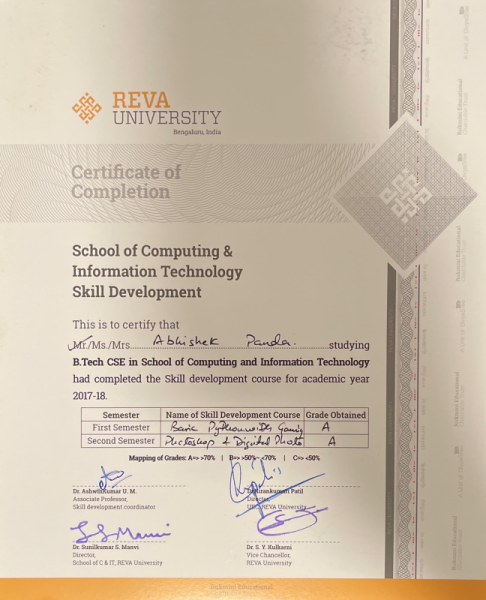 REVA
UNIVERSITY
Bengaluru, India
Certificate of
Completion
School of Computing &
Information Technology
Skill Development
This is to certify that
Mr./Ms./Mrs. Abhishek Panda. studying
B.Tech CSE in School of Computing and Information Technology
had completed the Skill development course for academic year
2017-18.
Semester Name of Skill Development Course Grade Obtained
First Semester Basic Python with Gaming A
Second Semester Photoshop & Digital Photo A
Mapping of Grades: A=> >70% | B=> >50% <70% | C=> <50%
Dr. Ashwinkumar U. M.
Associate Professor, Director,
Skill development coordinator REVA University
Dr. Sunilkumar S. Manvi Dr. S. Y. Kulkarni
Director, Vice Chancellor,
School of C & IT, REVA University REVA University
Rukmini Educational